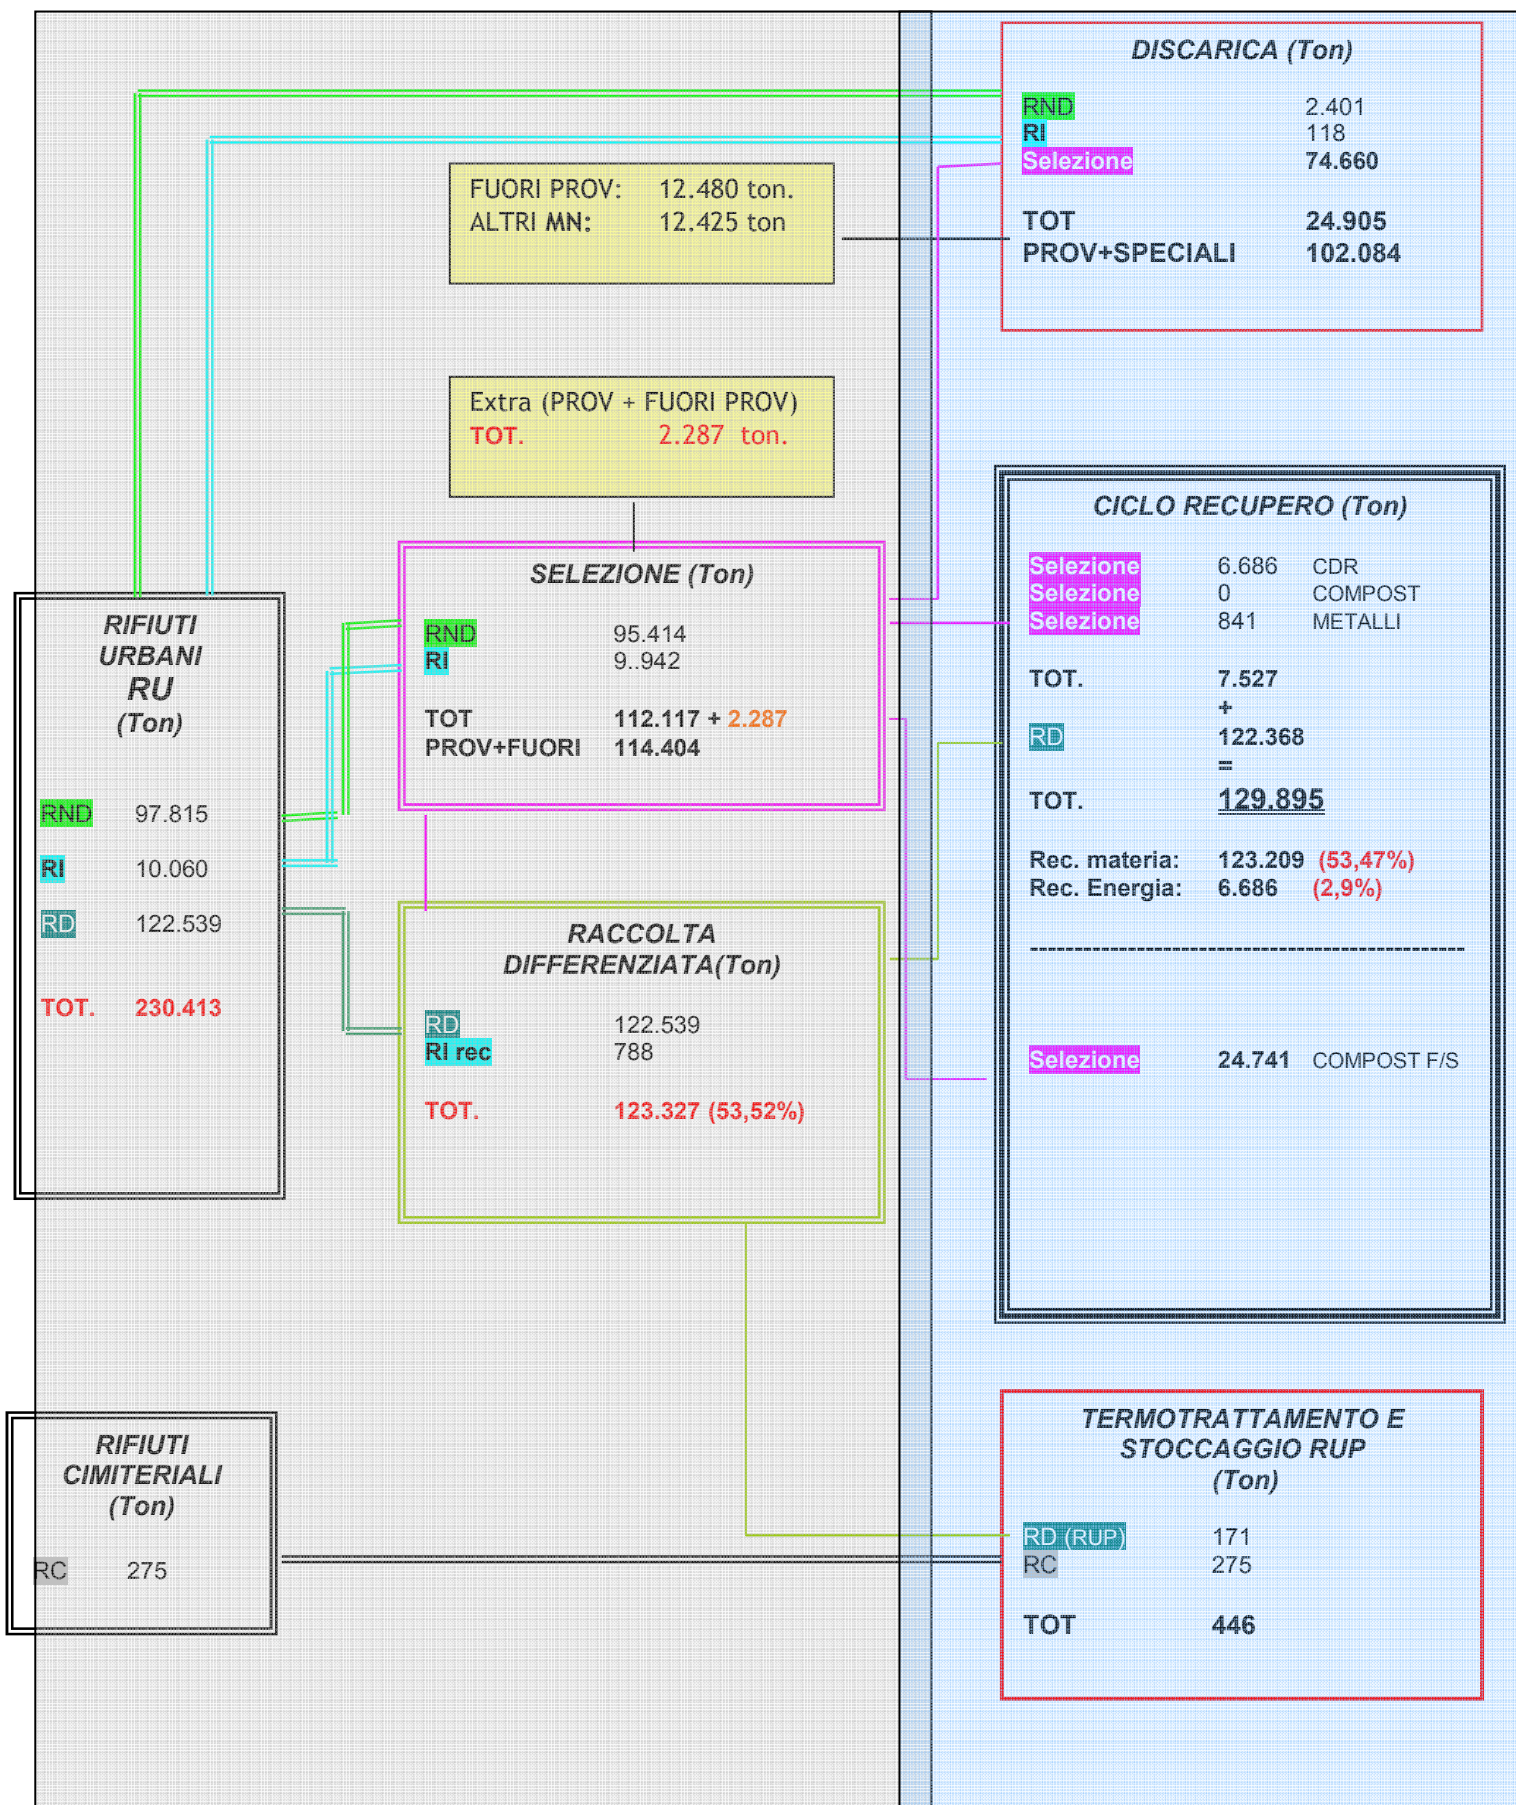 DISCARICA (Ton)
RND 2.401
RI 118
Selezione 74.660
TOT 24.905
PROV+SPECIALI 102.084
FUORI PROV: 12.480 ton.
ALTRI MN: 12.425 ton
Extra (PROV + FUORI PROV)
TOT. 2.287 ton.
SELEZIONE (Ton)
RND 95.414
RI 9..942
TOT 112.117 + 2.287
PROV+FUORI 114.404
RIFIUTI
URBANI
RU
(Ton)
RND 97.815
RI 10.060
RD 122.539
TOT. 230.413
RACCOLTA
DIFFERENZIATA(Ton)
RD 122.539
RI rec 788
TOT. 123.327 (53,52%)
CICLO RECUPERO (Ton)
Selezione 6.686 CDR
Selezione 0 COMPOST
Selezione 841 METALLI
TOT. 7.527
+
RD 122.368
=
TOT. 129.895
Rec. materia: 123.209 (53,47%)
Rec. Energia: 6.686 (2,9%)
--------------------------------------------------
Selezione 24.741 COMPOST F/S
RIFIUTI
CIMITERIALI
(Ton)
RC 275
TERMOTRATTAMENTO E
STOCCAGGIO RUP
(Ton)
RD (RUP) 171
RC 275
TOT 446